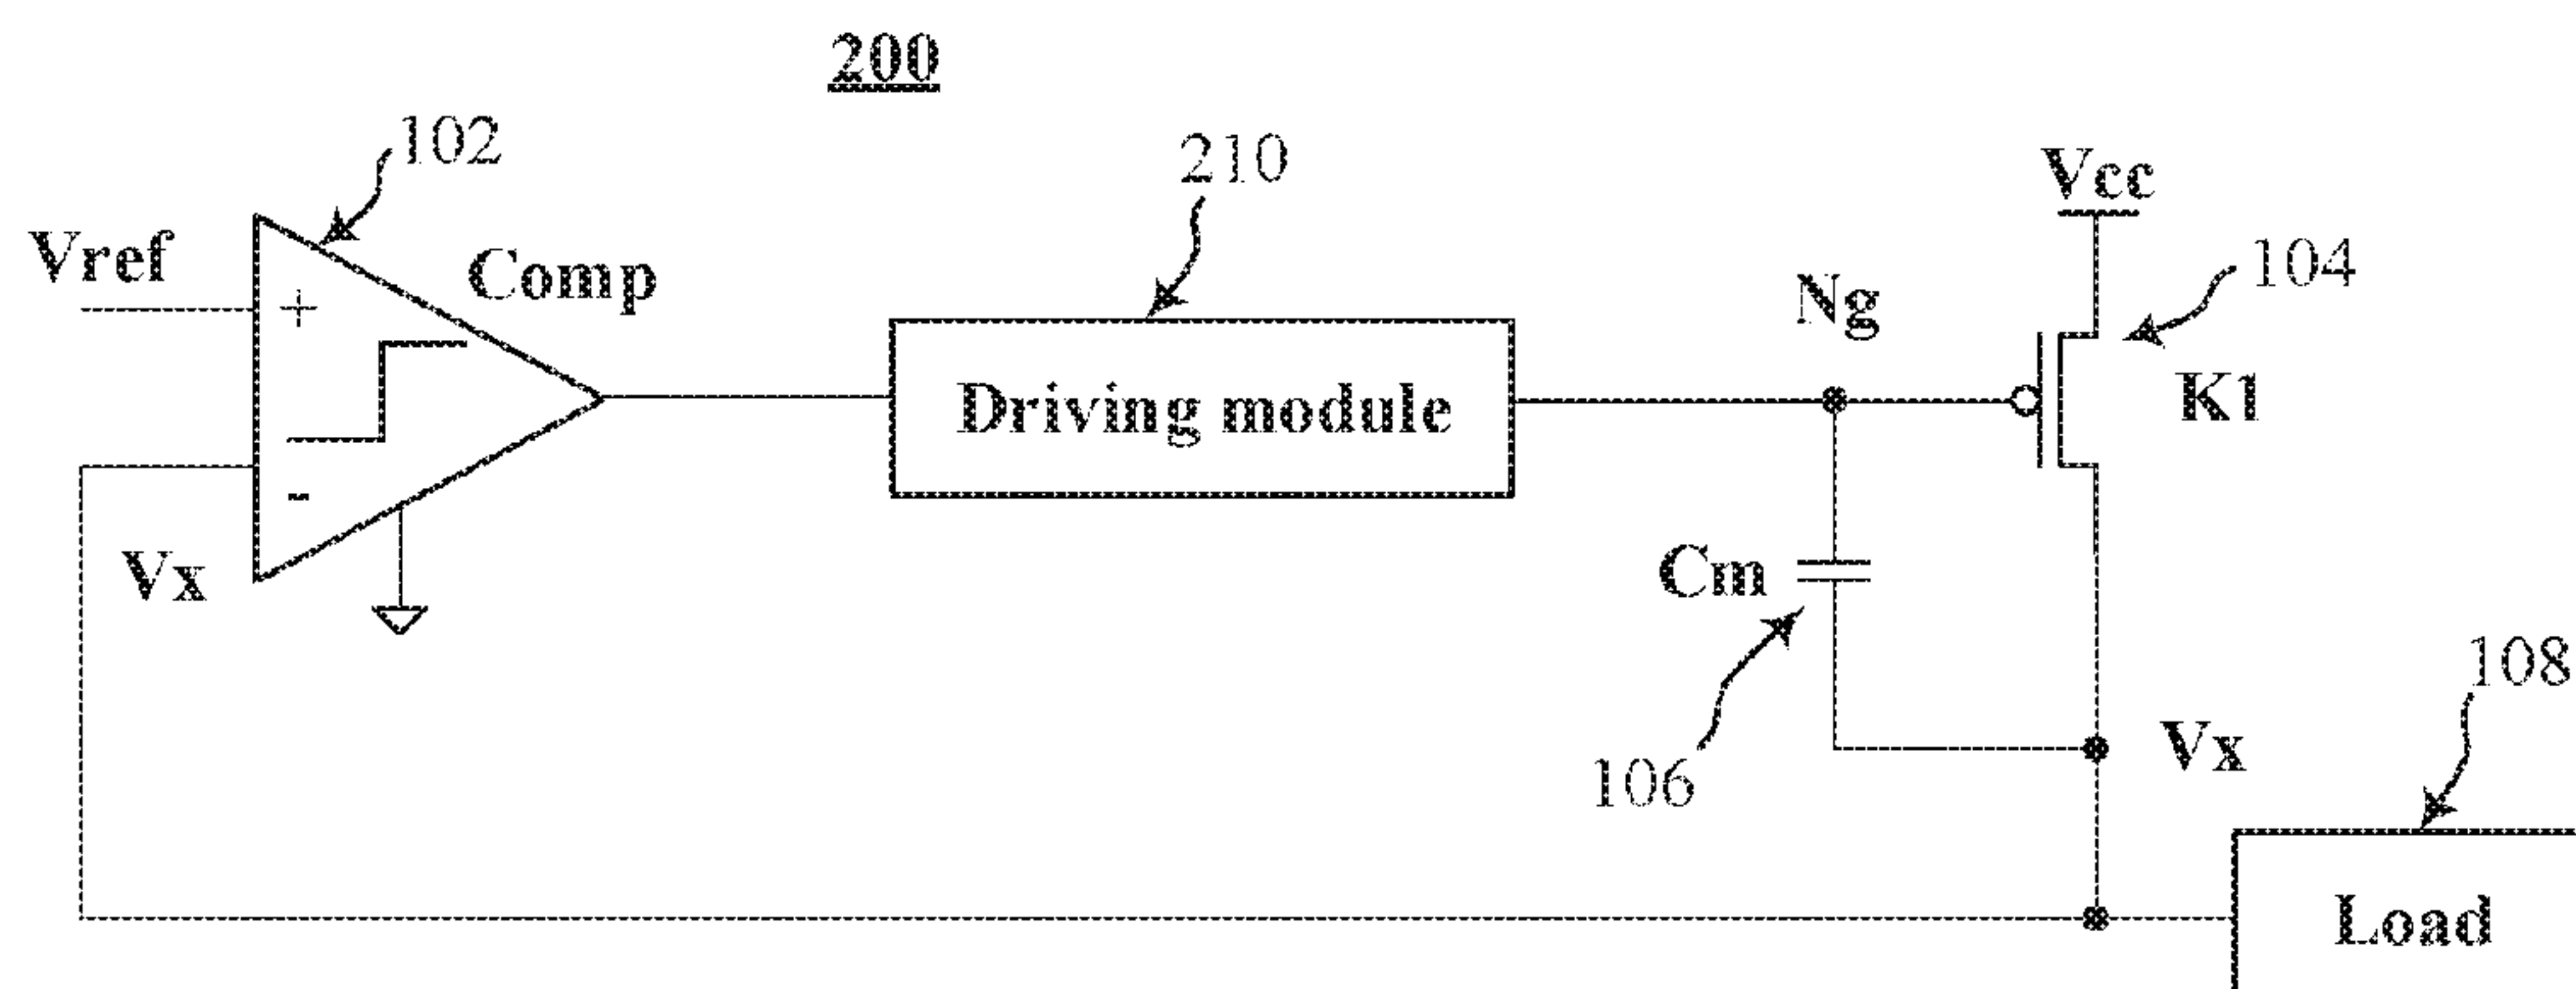 200
102
210
Vcc
Vref
+
Comp
Ng
104
Driving module
K1
-
Vx
Cm
106
Vx
108
Load